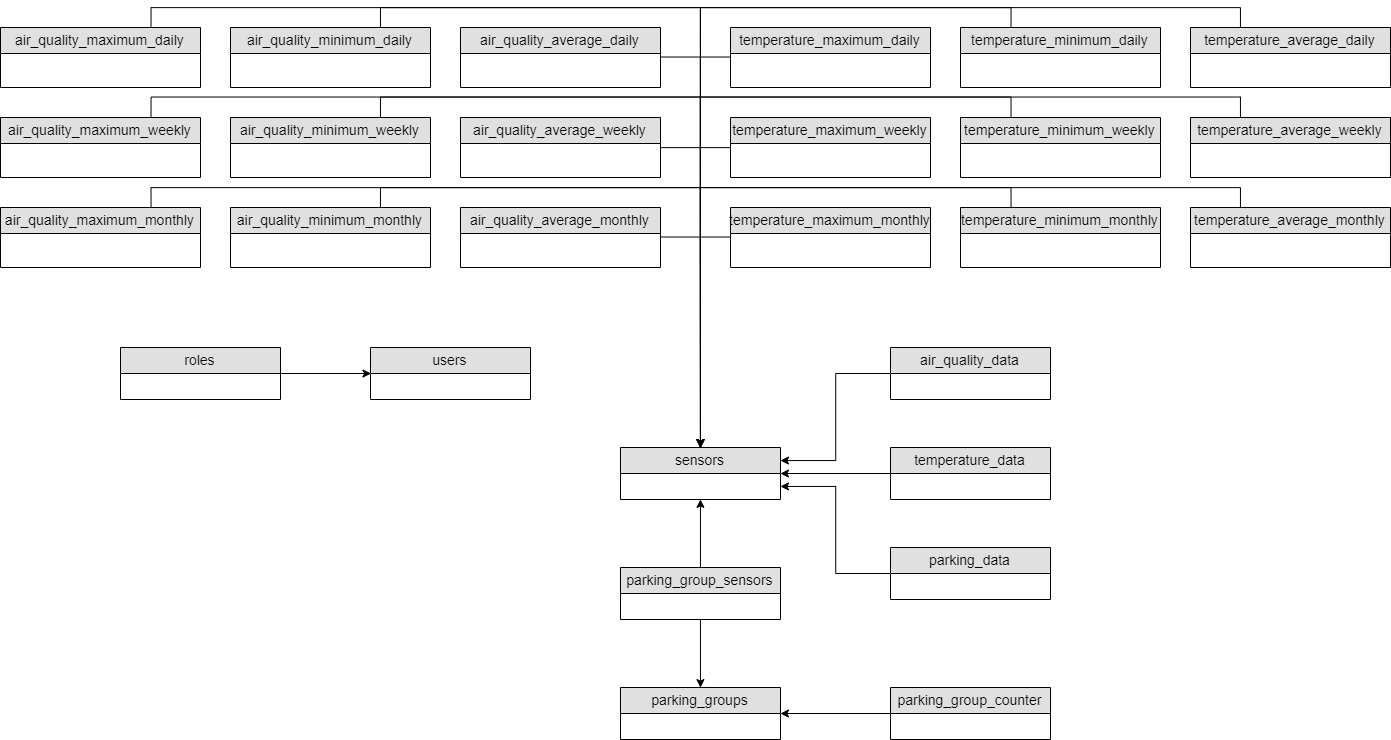 air_quality_maximum_daily
air_quality_minimum_daily
air_quality_average_daily
temperature_maximum_daily
temperature_minimum_daily
temperature_average_daily
air_quality_maximum_weekly
air_quality_minimum_weekly
air_quality_average_weekly
temperature_maximum_weekly
temperature_minimum_weekly
temperature_average_weekly
air_quality_maximum_monthly
air_quality_minimum_monthly
air_quality_average_monthly
temperature_maximum_monthly
temperature_minimum_monthly
temperature_average_monthly
roles
users
air_quality_data
sensors
temperature_data
parking_data
parking_group_sensors
parking_groups
parking_group_counter